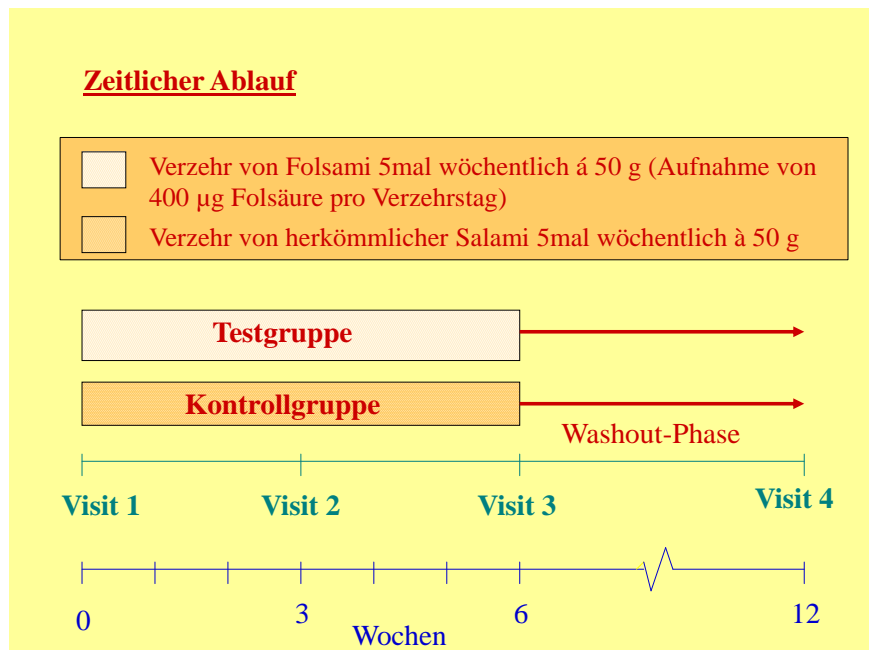 Zeitlicher Ablauf
Verzehr von Folsami 5mal wöchentlich á 50 g (Aufnahme von
400 µg Folsäure pro Verzehrstag)
Verzehr von herkömmlicher Salami 5mal wöchentlich à 50 g
Testgruppe
Kontrollgruppe
Washout-Phase
Visit 1 Visit 2 Visit 3 Visit 4
0 3 6 12
Wochen